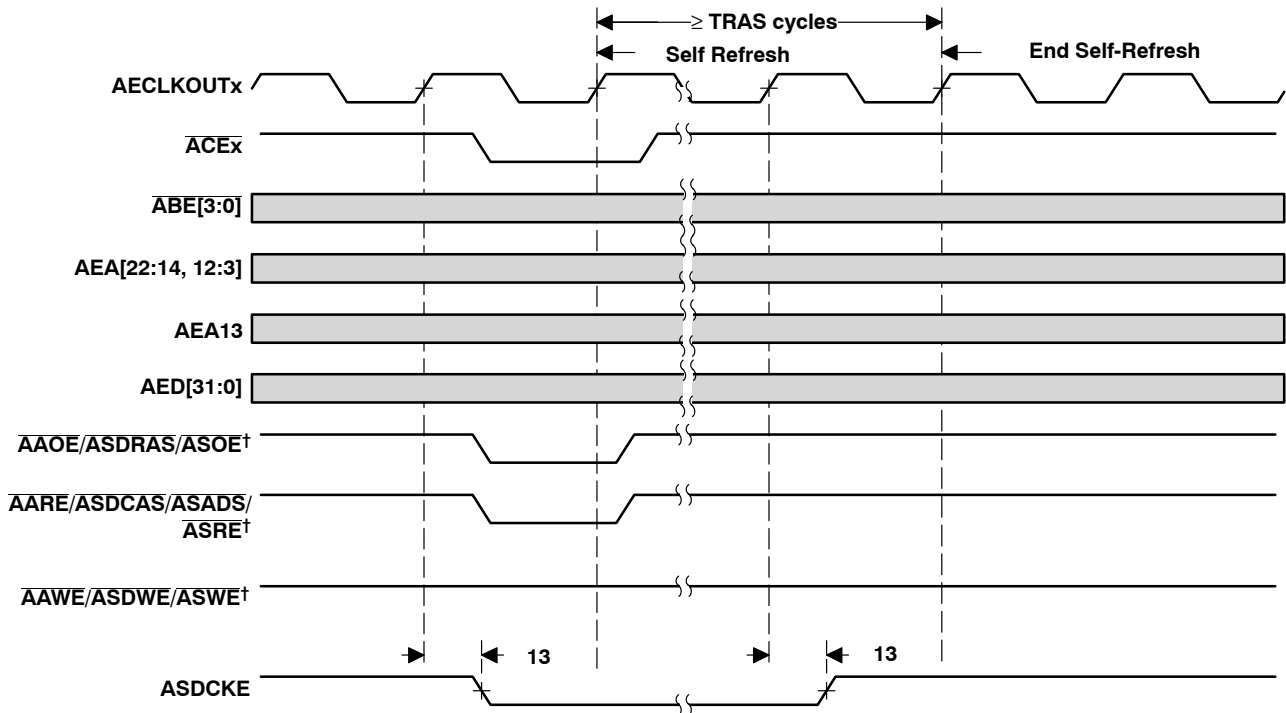 ≥ TRAS cycles
Self Refresh
End Self-Refresh
AECLKOUTx
ACEx
ABE[3:0]
AEA[22:14, 12:3]
AEA13
AED[31:0]
AAOE/ASDRAS/ASOE†
AARE/ASDCAS/ASADS/
ASRE†
AAWE/ASDWE/ASWE†
13
13
ASDCKE